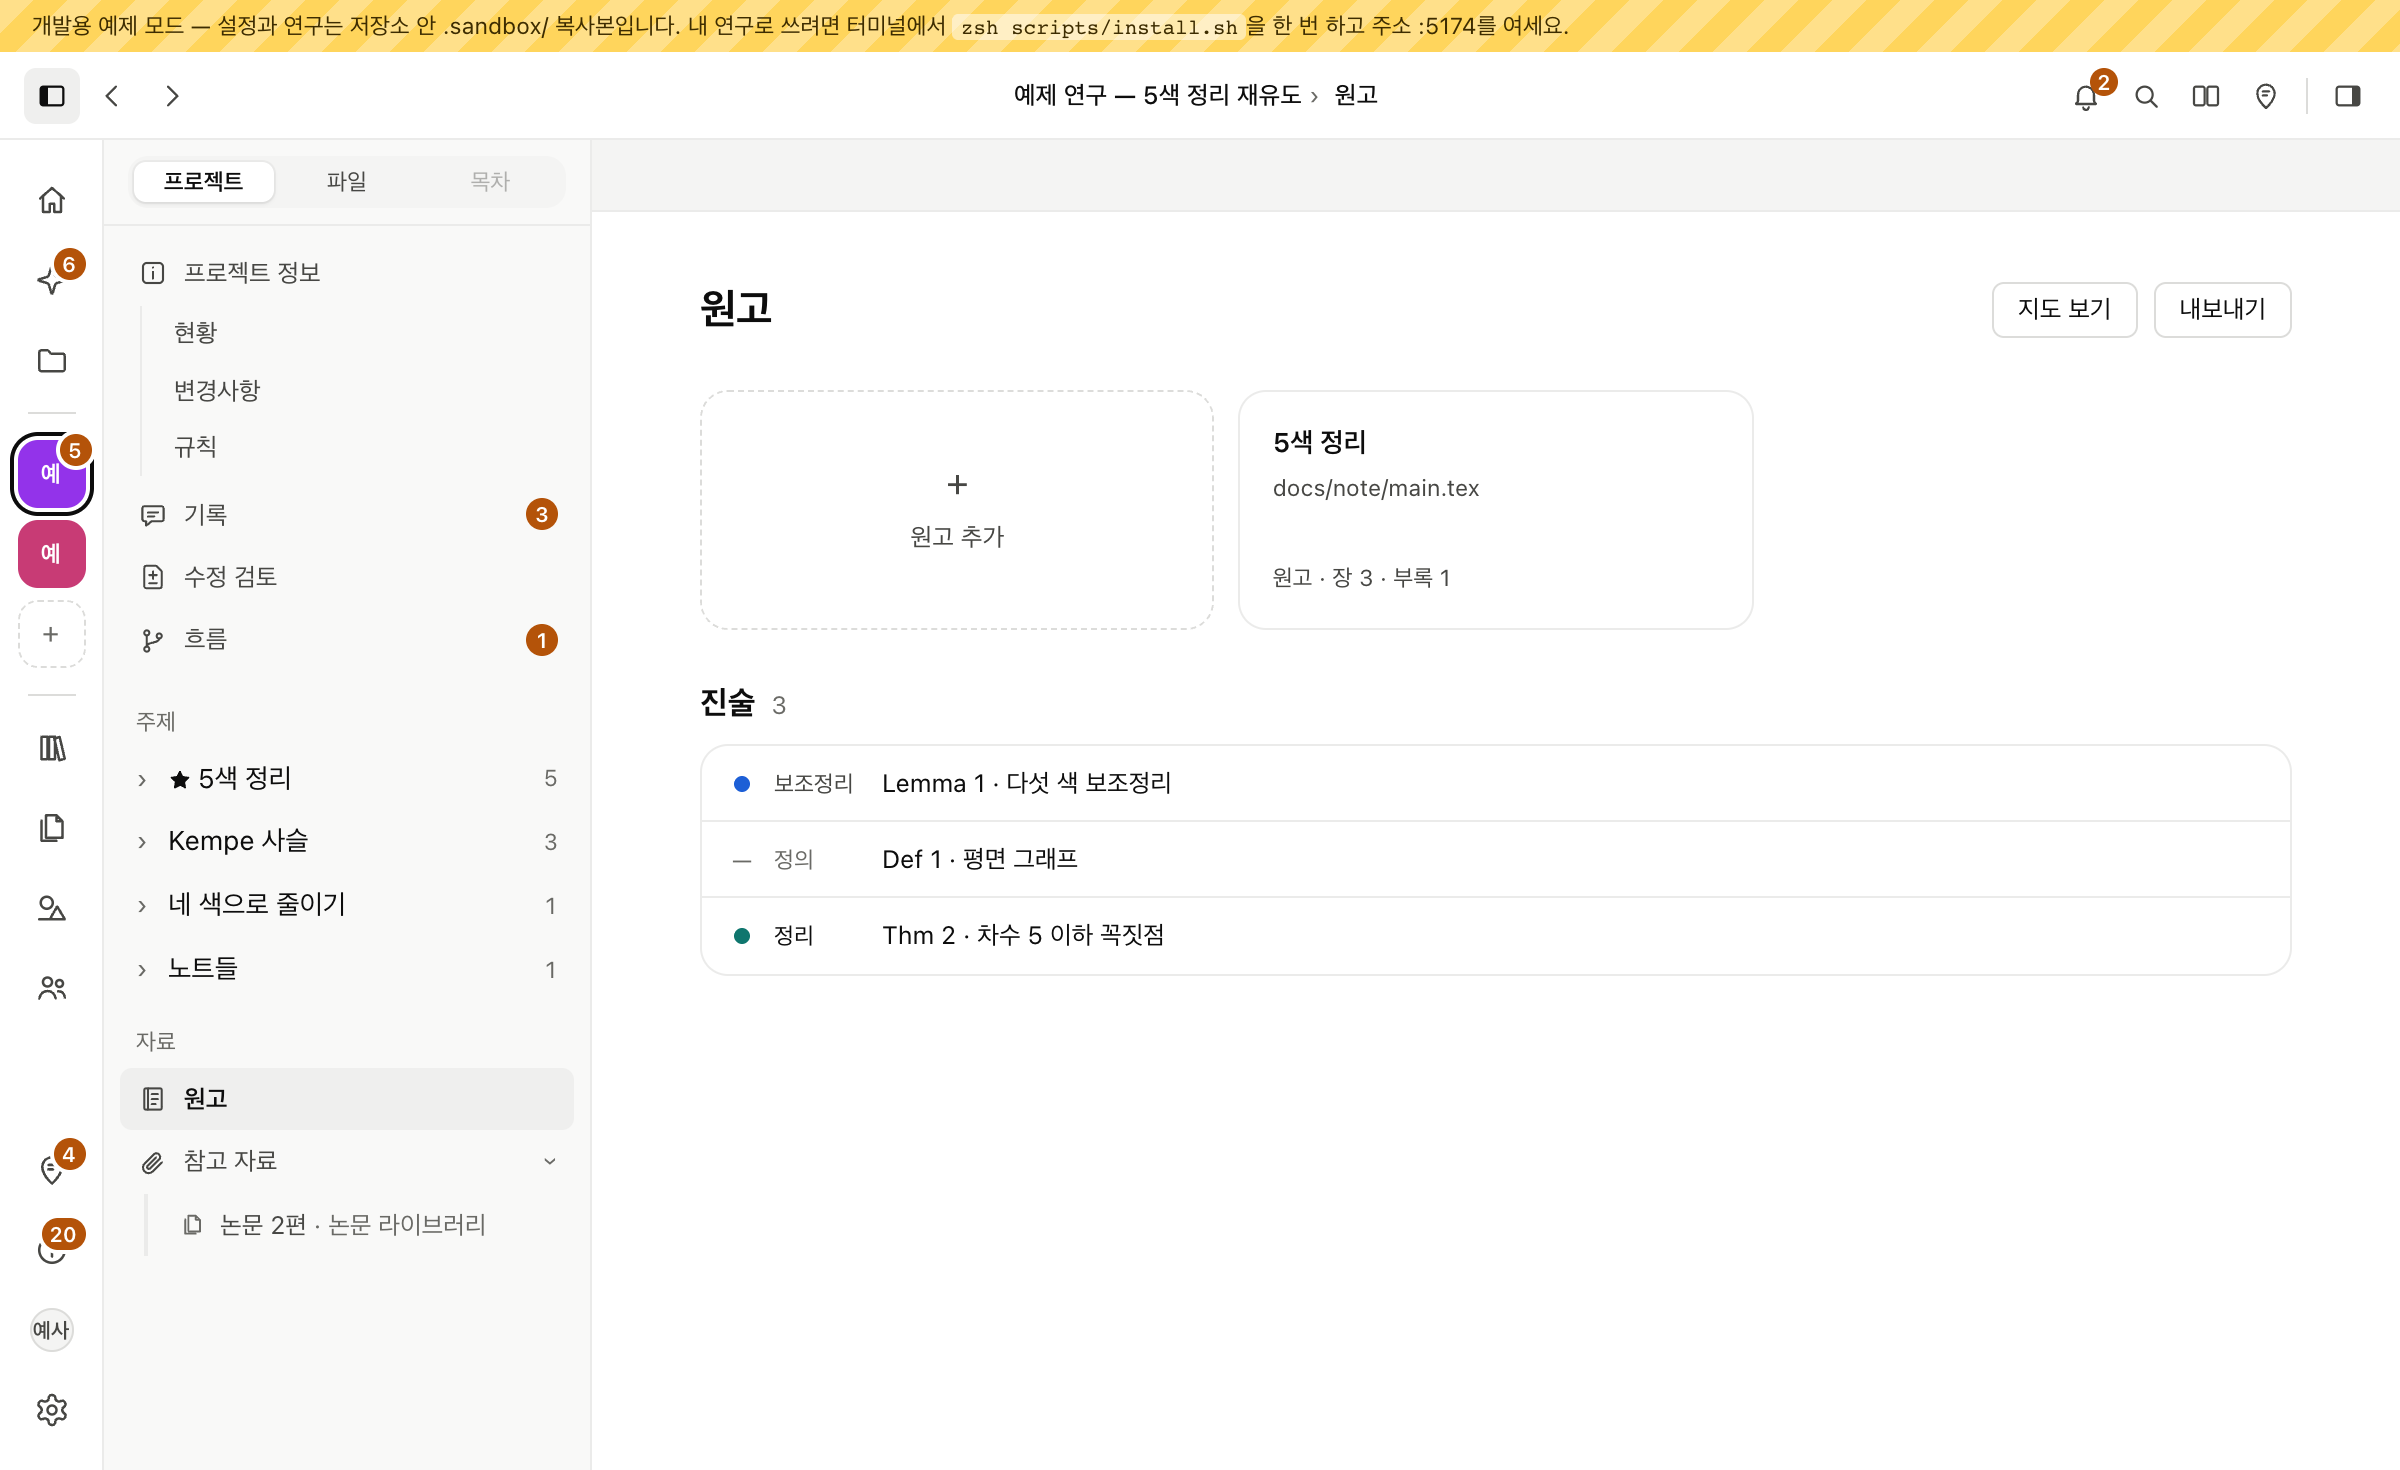 개발용 예제 모드 — 설정과 연구는 저장소 안 .sandbox/ 복사본입니다. 내 연구로 쓰려면 터미널에서 zsh scripts/install.sh을 한 번 하고 주소 :5174를 여세요.
예제 연구 — 5색 정리 재유도 › 원고
2
6
5
예
예
+
4
20
예사
프로젝트 파일 목차
프로젝트 정보
현황
변경사항
규칙
기록 3
수정 검토
흐름 1
주제
› ★ 5색 정리 5
› Kempe 사슬 3
› 네 색으로 줄이기 1
› 노트들 1
자료
원고
참고 자료
논문 2편 · 논문 라이브러리
원고
지도 보기 내보내기
+
원고 추가
5색 정리
docs/note/main.tex
원고 · 장 3 · 부록 1
진술 3
보조정리 Lemma 1 · 다섯 색 보조정리
— 정의 Def 1 · 평면 그래프
정리 Thm 2 · 차수 5 이하 꼭짓점